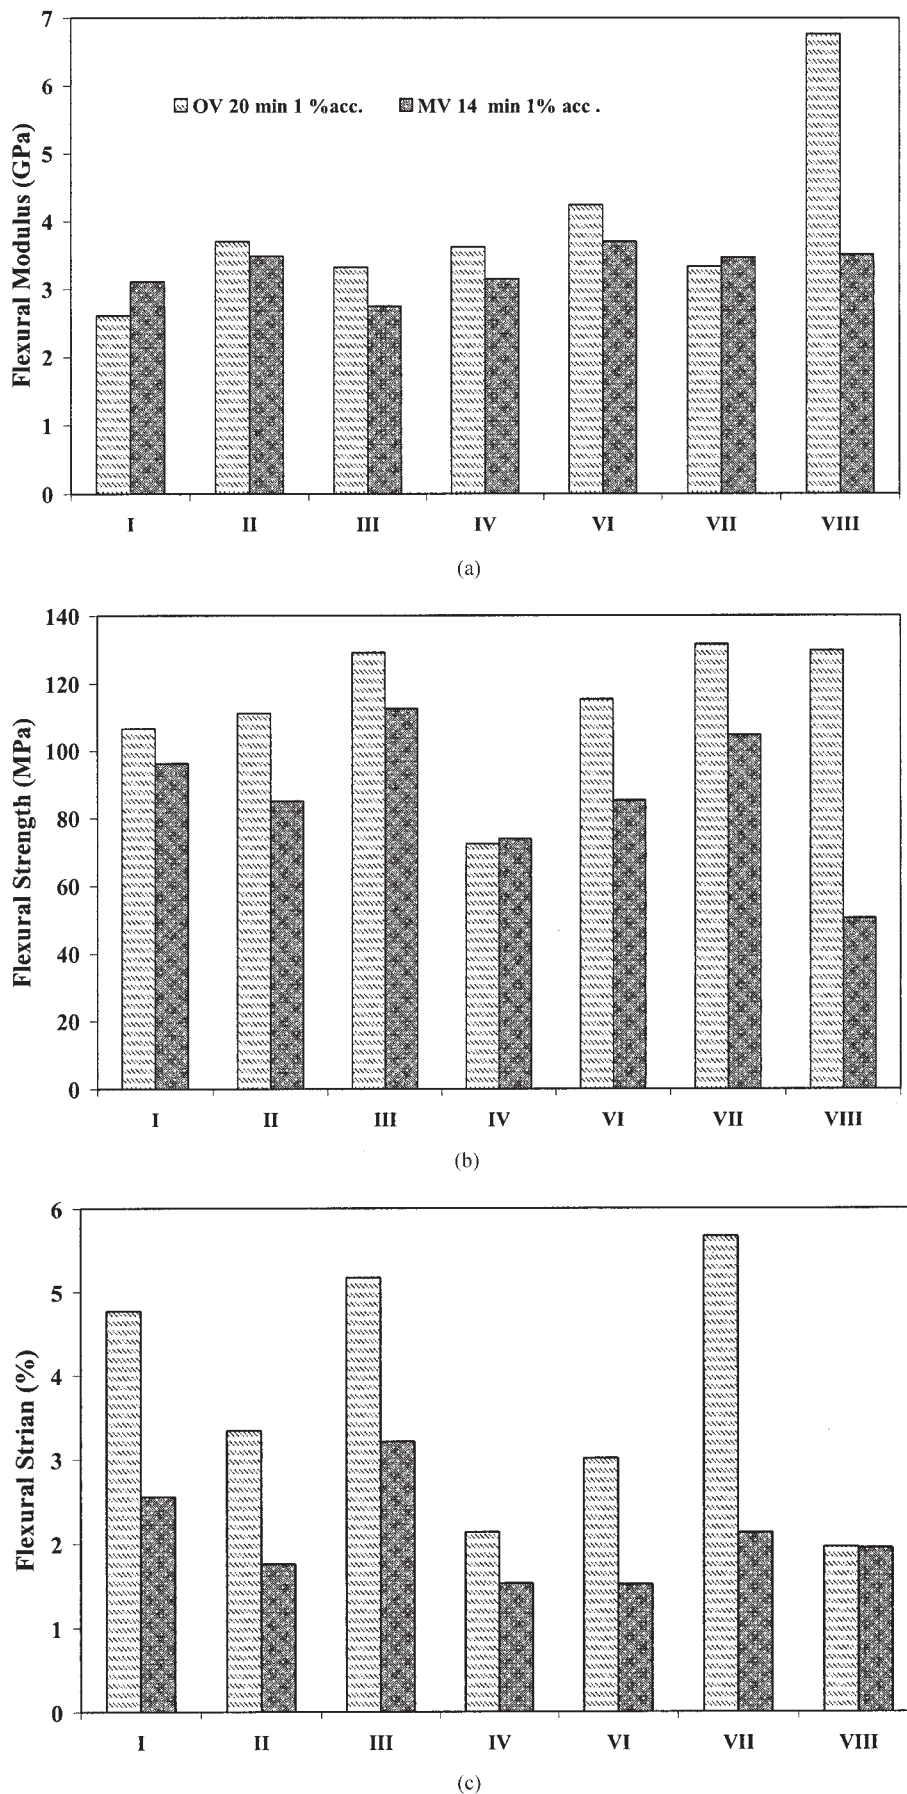 7
6
5
4
3
2
1
0
Flexural Modulus (GPa)
OV 20 min 1 %acc. MV 14 min 1% acc .
I II III IV VI VII VIII
(a)
140
120
100
80
60
40
20
0
Flexural Strength (MPa)
I II III IV VI VII VIII
(b)
6
5
4
3
2
1
0
Flexural Strian (%)
I II III IV VI VII VIII
(c)